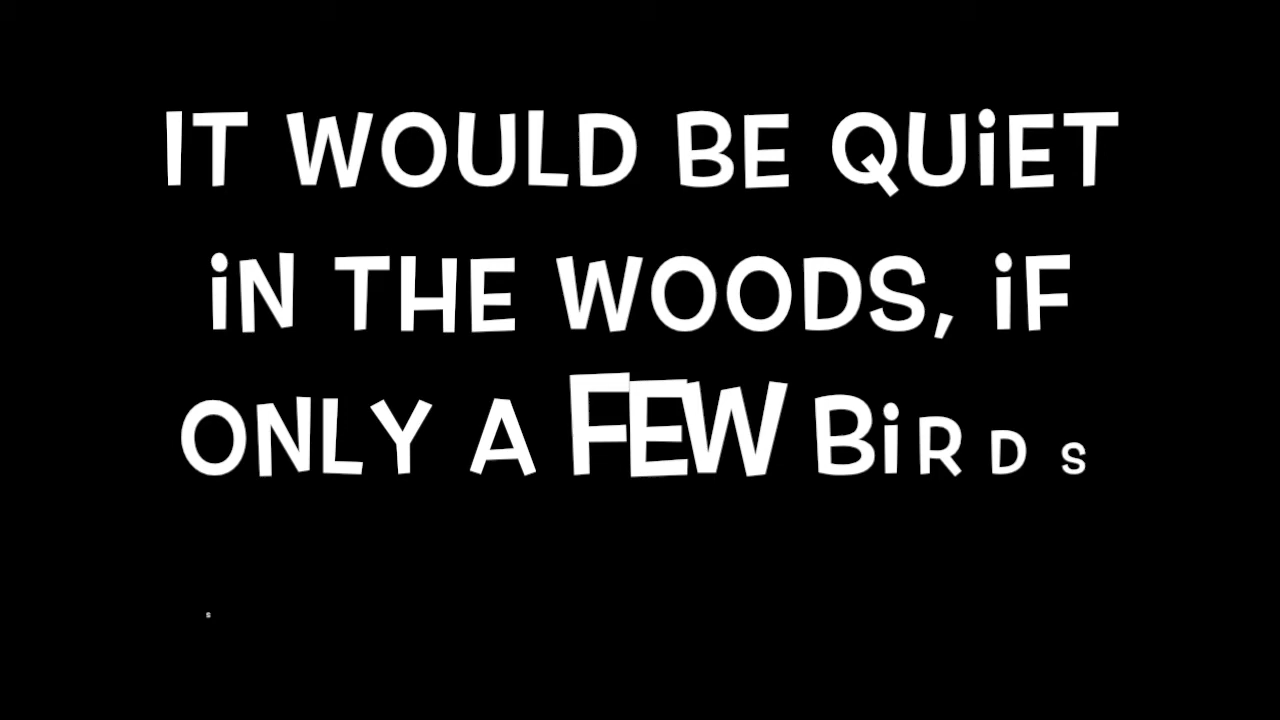 IT WOULD BE QUiET
iN THE WOODS, iF
ONLY A FEW BiRDS
s